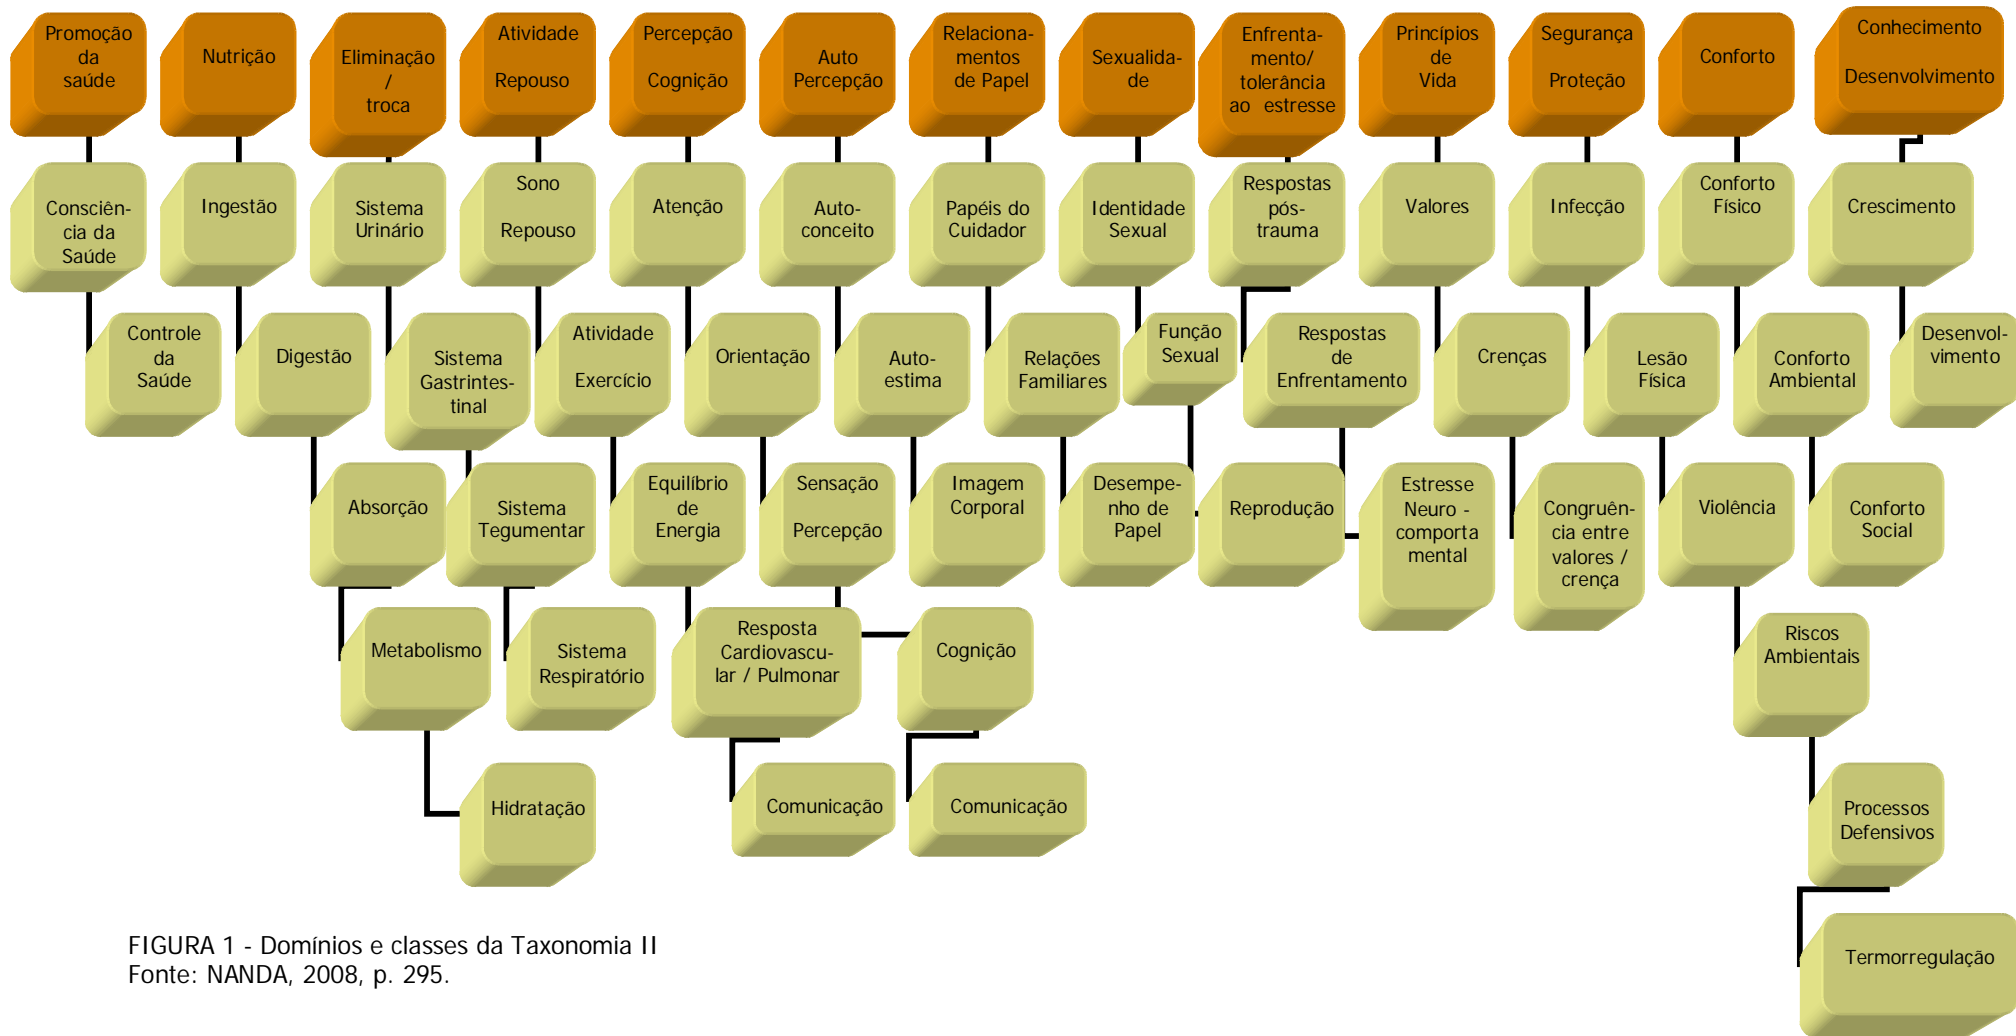 Promoção
da
saúde
Nutrição
Eliminação
/
troca
Atividade
Repouso
Percepção
Cognição
Auto
Percepção
Relaciona-
mentos
de Papel
Sexualida-
de
Enfrenta-
mento/
tolerância
ao estresse
Princípios
de
Vida
Segurança
Proteção
Conforto
Conhecimento
Desenvolvimento
Consciên-
cia da
Saúde
Ingestão
Sistema
Urinário
Sono
Repouso
Atenção
Auto-
conceito
Papéis do
Cuidador
Identidade
Sexual
Respostas
pós-
trauma
Valores
Infecção
Conforto
Físico
Crescimento
Controle
da
Saúde
Digestão
Sistema
Gastrintes-
tinal
Atividade
Exercício
Orientação
Auto-
estima
Relações
Familiares
Função
Sexual
Respostas
de
Enfrentamento
Crenças
Lesão
Física
Conforto
Ambiental
Desenvol-
vimento
Absorção
Sistema
Tegumentar
Equilíbrio
de
Energia
Sensação
Percepção
Imagem
Corporal
Desempe-
nho de
Papel
Reprodução
Estresse
Neuro -
comporta
mental
Congruên-
cia entre
valores /
crença
Violência
Conforto
Social
Metabolismo
Sistema
Respiratório
Resposta
Cardiovascu-
lar / Pulmonar
Cognição
Riscos
Ambientais
Hidratação
Comunicação
Comunicação
Processos
Defensivos
Termorregulação
FIGURA 1 - Domínios e classes da Taxonomia II
Fonte: NANDA, 2008, p. 295.